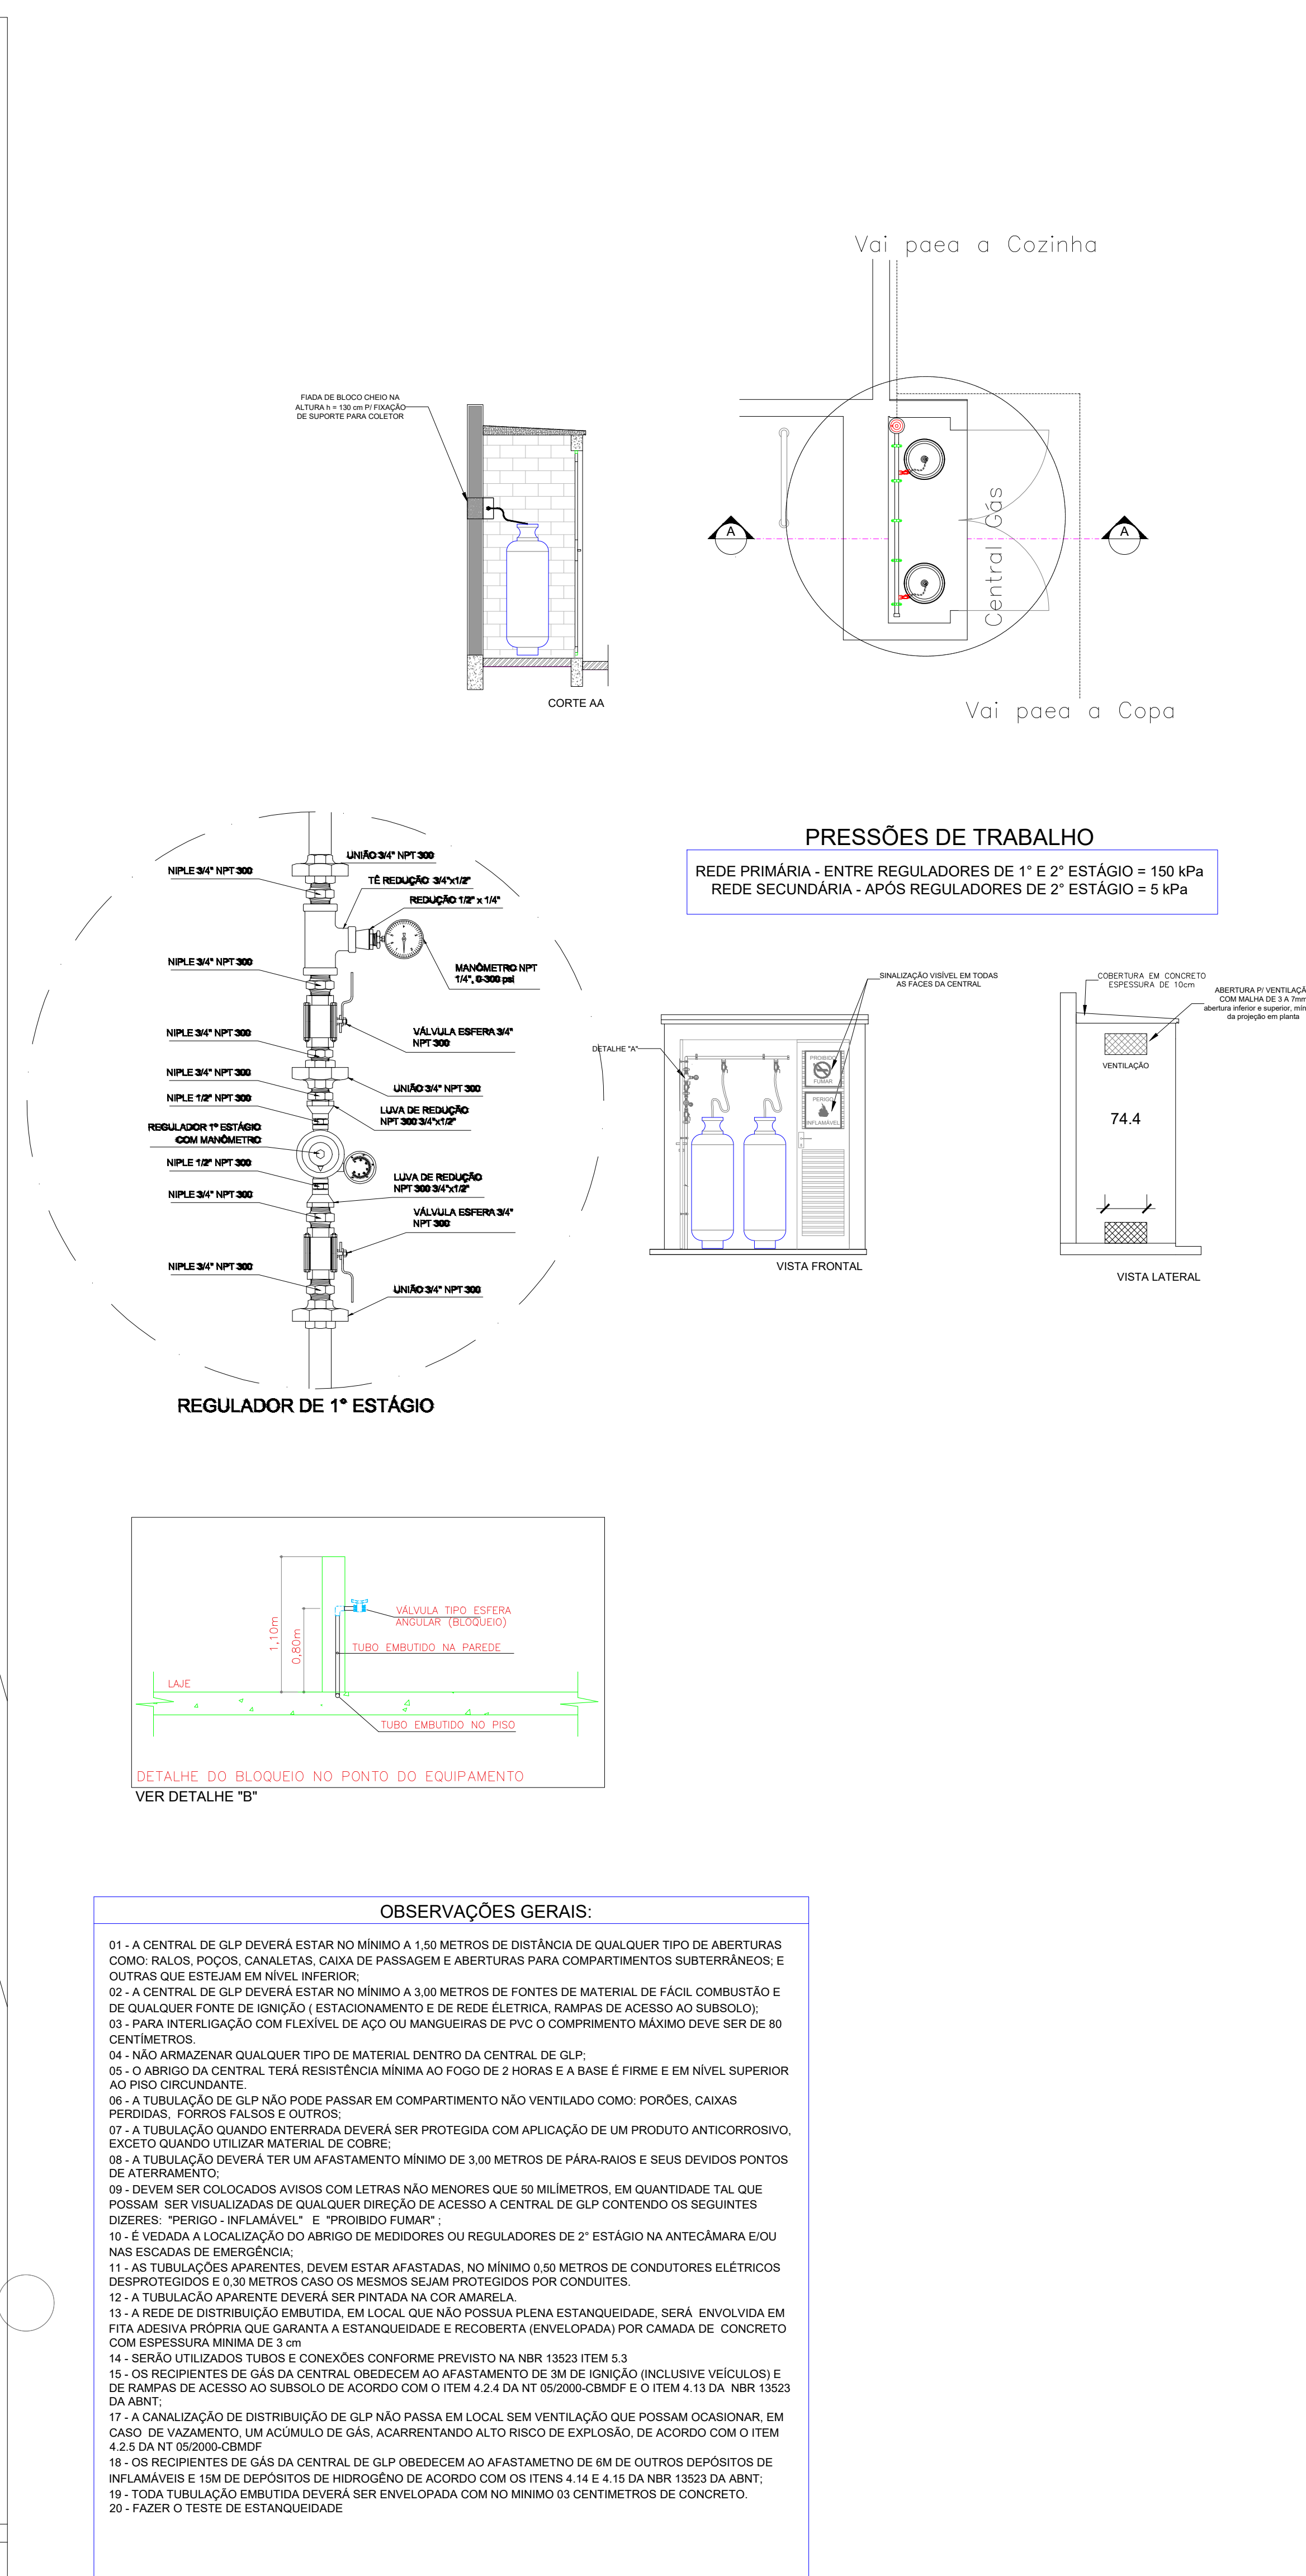 Vai paea a Cozinha
FIADA DE BLOCO CHEIO NA
ALTURA h = 130 cm P/ FIXAÇÃO
DE SUPORTE PARA COLETOR
Central Gás
A
A
CORTE AA
Vai paea a Copa
UNIÃO 3/4" NPT 300
NIPLE 3/4" NPT 300
TÊ REDUÇÃO 3/4"x1/2"
REDUÇÃO 1/2" x 1/4"
NIPLE 3/4" NPT 300
MANÔMETRO NPT
1/4", 0-300 psi
NIPLE 3/4" NPT 300
VÁLVULA ESFERA 3/4"
NPT 300
NIPLE 3/4" NPT 300
UNIÃO 3/4" NPT 300
NIPLE 1/2" NPT 300
LUVA DE REDUÇÃO
NPT 300 3/4"x1/2"
REGULADOR 1° ESTÁGIO
COM MANÔMETRO
NIPLE 1/2" NPT 300
LUVA DE REDUÇÃO
NPT 300 3/4"x1/2"
NIPLE 3/4" NPT 300
VÁLVULA ESFERA 3/4"
NPT 300
NIPLE 3/4" NPT 300
UNIÃO 3/4" NPT 300
REGULADOR DE 1° ESTÁGIO
PRESSÕES DE TRABALHO
REDE PRIMÁRIA - ENTRE REGULADORES DE 1° E 2° ESTÁGIO = 150 kPa
REDE SECUNDÁRIA - APÓS REGULADORES DE 2° ESTÁGIO = 5 kPa
SINALIZAÇÃO VISÍVEL EM TODAS
AS FACES DA CENTRAL
DETALHE "A"
PROIBIDO
FUMAR
PERIGO
INFLAMÁVEL
VISTA FRONTAL
COBERTURA EM CONCRETO
ESPESSURA DE 10cm
ABERTURA P/ VENTILAÇÃ
COM MALHA DE 3 A 7mm
abertura inferior e superior, mín
da projeção em planta
VENTILAÇÃO
74.4
VISTA LATERAL
1,10m
0,80m
VÁLVULA TIPO ESFERA
ANGULAR (BLOQUEIO)
TUBO EMBUTIDO NA PAREDE
LAJE
TUBO EMBUTIDO NO PISO
DETALHE DO BLOQUEIO NO PONTO DO EQUIPAMENTO
VER DETALHE "B"
OBSERVAÇÕES GERAIS:
01 - A CENTRAL DE GLP DEVERÁ ESTAR NO MÍNIMO A 1,50 METROS DE DISTÂNCIA DE QUALQUER TIPO DE ABERTURAS
COMO: RALOS, POÇOS, CANALETAS, CAIXA DE PASSAGEM E ABERTURAS PARA COMPARTIMENTOS SUBTERRÂNEOS; E
OUTRAS QUE ESTEJAM EM NÍVEL INFERIOR;
02 - A CENTRAL DE GLP DEVERÁ ESTAR NO MÍNIMO A 3,00 METROS DE FONTES DE MATERIAL DE FÁCIL COMBUSTÃO E
DE QUALQUER FONTE DE IGNIÇÃO ( ESTACIONAMENTO E DE REDE ÉLETRICA, RAMPAS DE ACESSO AO SUBSOLO);
03 - PARA INTERLIGAÇÃO COM FLEXÍVEL DE AÇO OU MANGUEIRAS DE PVC O COMPRIMENTO MÁXIMO DEVE SER DE 80
CENTÍMETROS.
04 - NÃO ARMAZENAR QUALQUER TIPO DE MATERIAL DENTRO DA CENTRAL DE GLP;
05 - O ABRIGO DA CENTRAL TERÁ RESISTÊNCIA MÍNIMA AO FOGO DE 2 HORAS E A BASE É FIRME E EM NÍVEL SUPERIOR
AO PISO CIRCUNDANTE.
06 - A TUBULAÇÃO DE GLP NÃO PODE PASSAR EM COMPARTIMENTO NÃO VENTILADO COMO: PORÕES, CAIXAS
PERDIDAS, FORROS FALSOS E OUTROS;
07 - A TUBULAÇÃO QUANDO ENTERRADA DEVERÁ SER PROTEGIDA COM APLICAÇÃO DE UM PRODUTO ANTICORROSIVO,
EXCETO QUANDO UTILIZAR MATERIAL DE COBRE;
08 - A TUBULAÇÃO DEVERÁ TER UM AFASTAMENTO MÍNIMO DE 3,00 METROS DE PÁRA-RAIOS E SEUS DEVIDOS PONTOS
DE ATERRAMENTO;
09 - DEVEM SER COLOCADOS AVISOS COM LETRAS NÃO MENORES QUE 50 MILÍMETROS, EM QUANTIDADE TAL QUE
POSSAM SER VISUALIZADAS DE QUALQUER DIREÇÃO DE ACESSO A CENTRAL DE GLP CONTENDO OS SEGUINTES
DIZERES: "PERIGO - INFLAMÁVEL" E "PROIBIDO FUMAR" ;
10 - É VEDADA A LOCALIZAÇÃO DO ABRIGO DE MEDIDORES OU REGULADORES DE 2° ESTÁGIO NA ANTECÂMARA E/OU
NAS ESCADAS DE EMERGÊNCIA;
11 - AS TUBULAÇÕES APARENTES, DEVEM ESTAR AFASTADAS, NO MÍNIMO 0,50 METROS DE CONDUTORES ELÉTRICOS
DESPROTEGIDOS E 0,30 METROS CASO OS MESMOS SEJAM PROTEGIDOS POR CONDUITES.
12 - A TUBULACÃO APARENTE DEVERÁ SER PINTADA NA COR AMARELA.
13 - A REDE DE DISTRIBUIÇÃO EMBUTIDA, EM LOCAL QUE NÃO POSSUA PLENA ESTANQUEIDADE, SERÁ ENVOLVIDA EM
FITA ADESIVA PRÓPRIA QUE GARANTA A ESTANQUEIDADE E RECOBERTA (ENVELOPADA) POR CAMADA DE CONCRETO
COM ESPESSURA MINIMA DE 3 cm
14 - SERÃO UTILIZADOS TUBOS E CONEXÕES CONFORME PREVISTO NA NBR 13523 ITEM 5.3
15 - OS RECIPIENTES DE GÁS DA CENTRAL OBEDECEM AO AFASTAMENTO DE 3M DE IGNIÇÃO (INCLUSIVE VEÍCULOS) E
DE RAMPAS DE ACESSO AO SUBSOLO DE ACORDO COM O ITEM 4.2.4 DA NT 05/2000-CBMDF E O ITEM 4.13 DA NBR 13523
DA ABNT;
17 - A CANALIZAÇÃO DE DISTRIBUIÇÃO DE GLP NÃO PASSA EM LOCAL SEM VENTILAÇÃO QUE POSSAM OCASIONAR, EM
CASO DE VAZAMENTO, UM ACÚMULO DE GÁS, ACARRENTANDO ALTO RISCO DE EXPLOSÃO, DE ACORDO COM O ITEM
4.2.5 DA NT 05/2000-CBMDF
18 - OS RECIPIENTES DE GÁS DA CENTRAL DE GLP OBEDECEM AO AFASTAMETNO DE 6M DE OUTROS DEPÓSITOS DE
INFLAMÁVEIS E 15M DE DEPÓSITOS DE HIDROGÊNO DE ACORDO COM OS ITENS 4.14 E 4.15 DA NBR 13523 DA ABNT;
19 - TODA TUBULAÇÃO EMBUTIDA DEVERÁ SER ENVELOPADA COM NO MINIMO 03 CENTIMETROS DE CONCRETO.
20 - FAZER O TESTE DE ESTANQUEIDADE